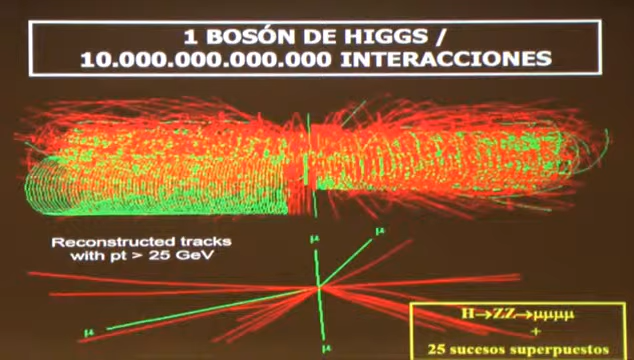 1 BOSÓN DE HIGGS /
10.000.000.000.000 INTERACCIONES
Reconstructed tracks
with pt > 25 GeV
μ
μ
μ
μ
H→ZZ→μμμμ
+
25 sucesos superpuestos